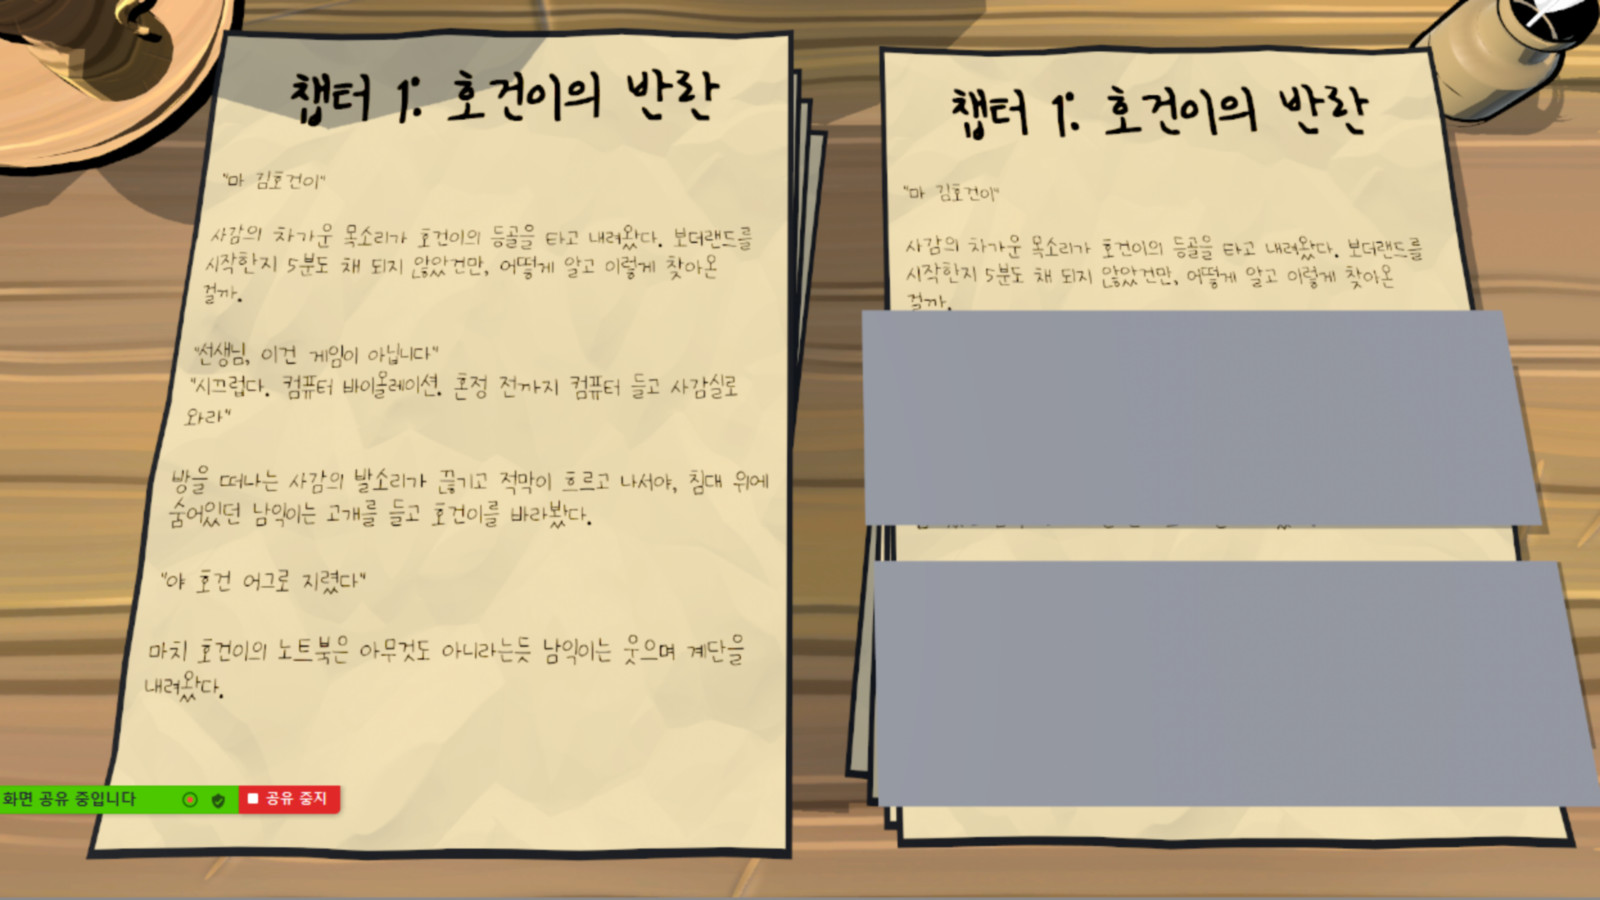 챕터 1: 호건이의 반란
"마 김호건이"
사감의 차가운 목소리가 호건이의 등골을 타고 내려왔다. 보더랜드를
시작한지 5분도 채 되지 않았건만, 어떻게 알고 이렇게 찾아온
걸까.
"선생님, 이건 게임이 아닙니다"
"시끄럽다. 컴퓨터 바이올레이션. 혼정 전까지 컴퓨터 들고 사감실로
와라"
방을 떠나는 사감의 발소리가 끊기고 적막이 흐르고 나서야, 침대 위에
숨어있던 남익이는 고개를 들고 호건이를 바라봤다.
"야 호건 어그로 지렸다"
마치 호건이의 노트북은 아무것도 아니라는듯 남익이는 웃으며 계단을
내려왔다.
화면 공유 중입니다
공유 중지
챕터 1: 호건이의 반란
"마 김호건이"
사감의 차가운 목소리가 호건이의 등골을 타고 내려왔다. 보더랜드를
시작한지 5분도 채 되지 않았건만, 어떻게 알고 이렇게 찾아온
걸까.